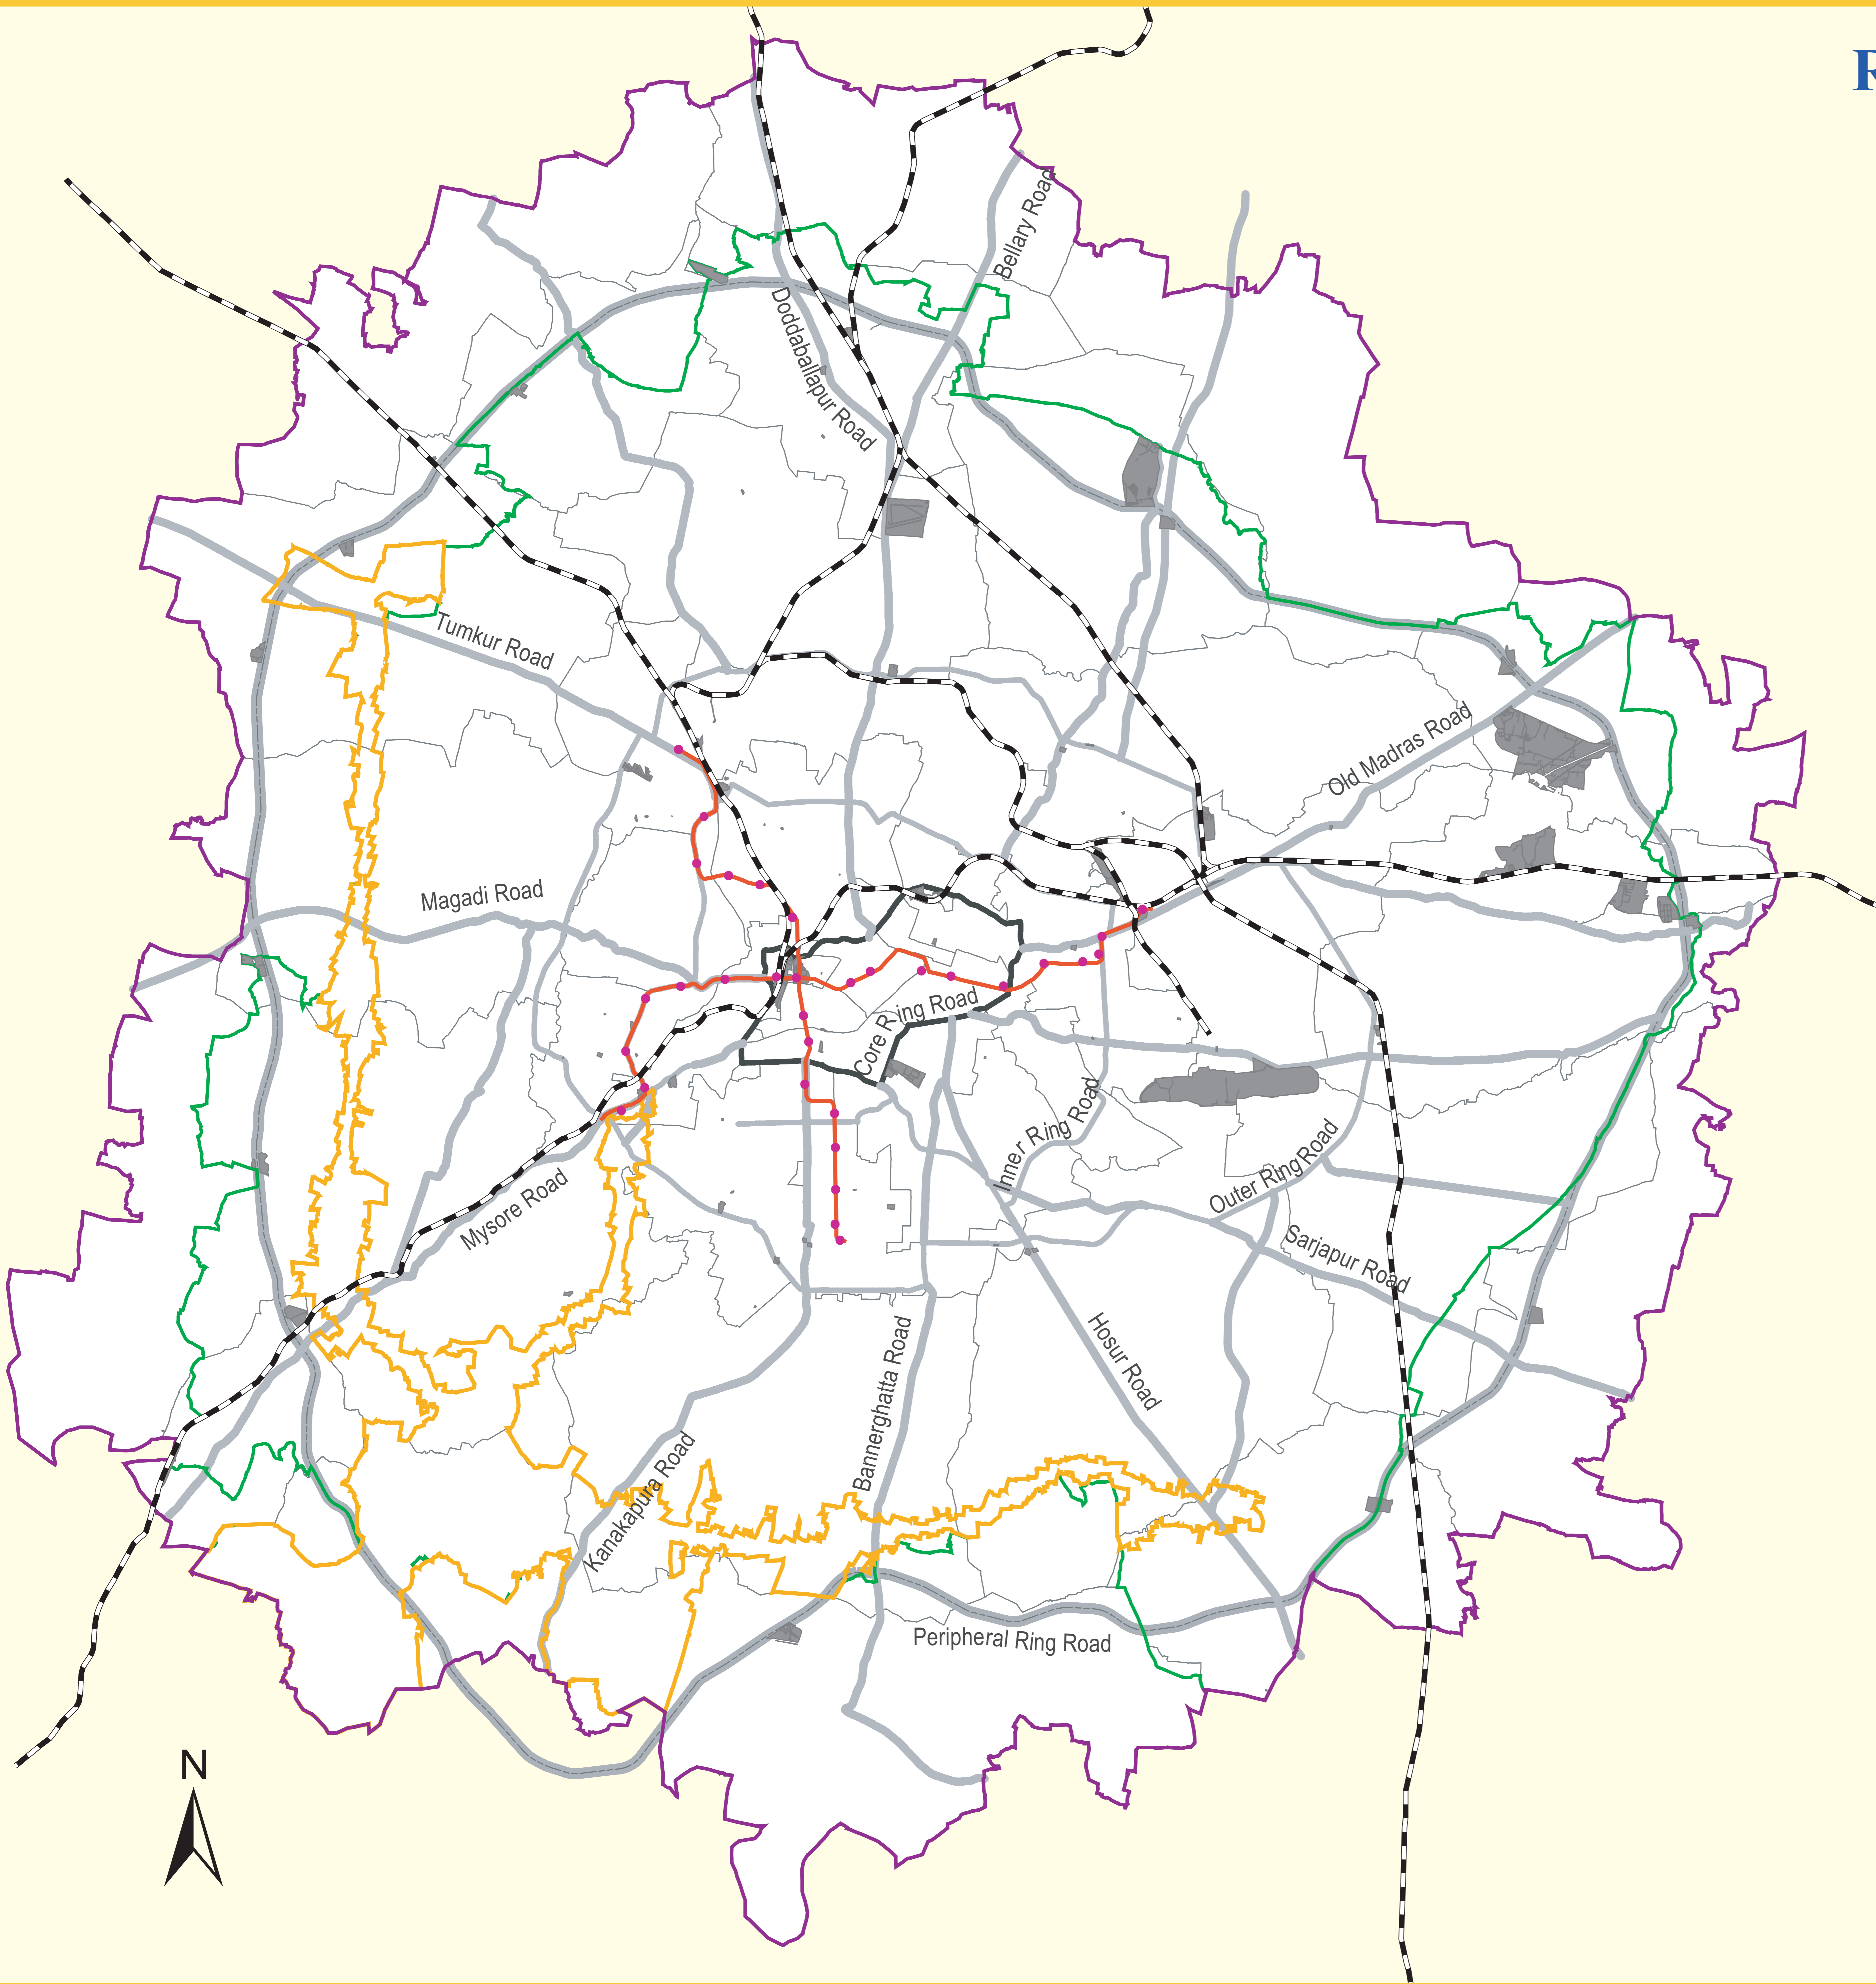 R
Bellary Road
Doddaballapur Road
Tumkur Road
Old Madras Road
Magadi Road
Core Ring Road
Inner Ring Road
Outer Ring Road
Mysore Road
Sarjapur Road
Hosur Road
Bannerghatta Road
Kanakapura Road
Peripheral Ring Road
N